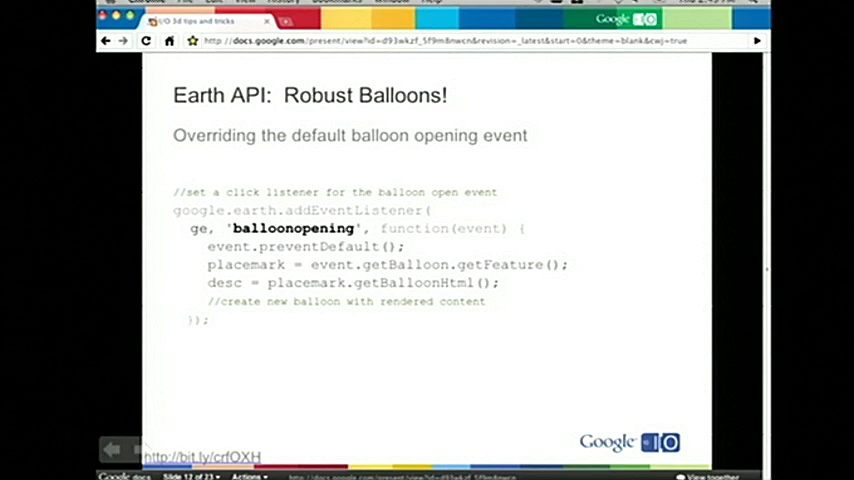 I/O 3d tips and tricks
Google IO
http://docs.google.com/present/view?id=d93wkzf_5f9m8nwcn&revision=_latest&start=0&theme=blank&cwj=true
Earth API: Robust Balloons!
Overriding the default balloon opening event
//set a click listener for the balloon open event
google.earth.addEventListener(
ge, 'balloonopening', function(event) {
event.preventDefault();
placemark = event.getBalloon.getFeature();
desc = placemark.getBalloonHtml();
//create new balloon with rendered content
});
Google IO
http://bit.ly/crfOXH
Google docs Slide 12 of 23 Actions View together